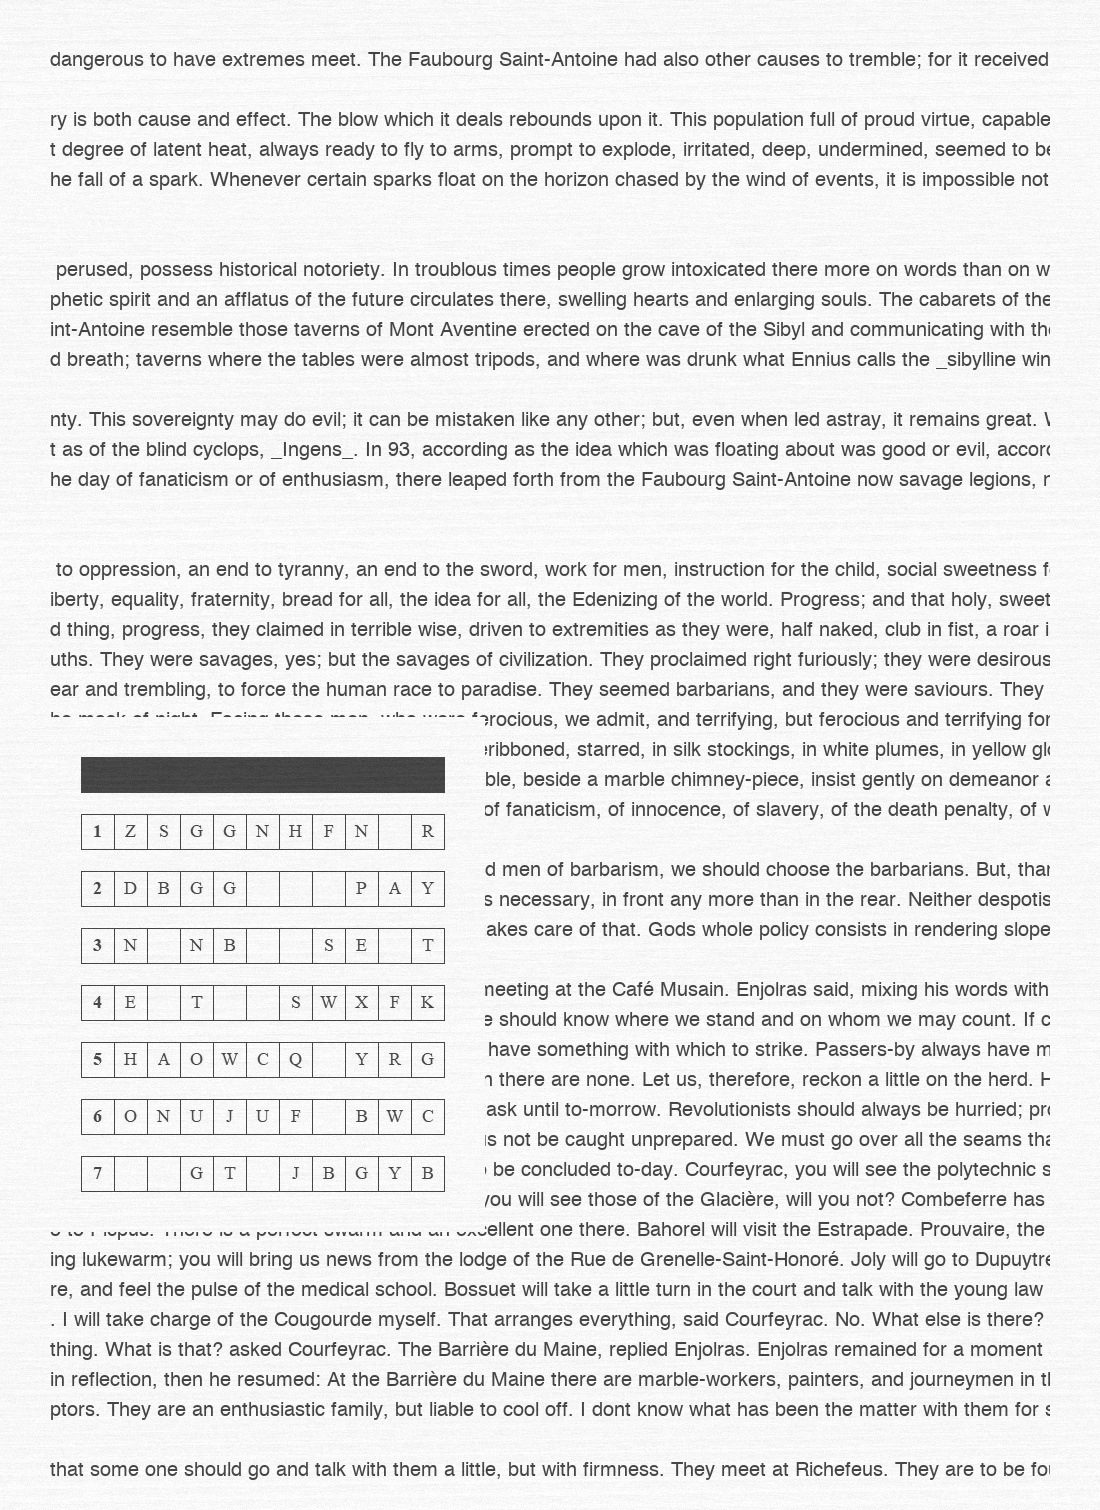 dangerous to have extremes meet. The Faubourg Saint-Antoine had also other causes to tremble; for it received
ry is both cause and effect. The blow which it deals rebounds upon it. This population full of proud virtue, capable
t degree of latent heat, always ready to fly to arms, prompt to explode, irritated, deep, undermined, seemed to be
he fall of a spark. Whenever certain sparks float on the horizon chased by the wind of events, it is impossible not
perused, possess historical notoriety. In troublous times people grow intoxicated there more on words than on w
phetic spirit and an afflatus of the future circulates there, swelling hearts and enlarging souls. The cabarets of the
int-Antoine resemble those taverns of Mont Aventine erected on the cave of the Sibyl and communicating with the
d breath; taverns where the tables were almost tripods, and where was drunk what Ennius calls the _sibylline win
nty. This sovereignty may do evil; it can be mistaken like any other; but, even when led astray, it remains great.
t as of the blind cyclops, _Ingens_. In 93, according as the idea which was floating about was good or evil, accord
he day of fanaticism or of enthusiasm, there leaped forth from the Faubourg Saint-Antoine now savage legions,
to oppression, an end to tyranny, an end to the sword, work for men, instruction for the child, social sweetness
iberty, equality, fraternity, bread for all, the idea for all, the Edenizing of the world. Progress; and that holy, sweet
d thing, progress, they claimed in terrible wise, driven to extremities as they were, half naked, club in fist, a roar i
uths. They were savages, yes; but the savages of civilization. They proclaimed right furiously; they were desirous
ear and trembling, to force the human race to paradise. They seemed barbarians, and they were saviours. They
ferocious, we admit, and terrifying, but ferocious and terrifying for
eribboned, starred, in silk stockings, in white plumes, in yellow glo
ble, beside a marble chimney-piece, insist gently on demeanor a
of fanaticism, of innocence, of slavery, of the death penalty, of w
1 Z S G G N H F N R
d men of barbarism, we should choose the barbarians. But, than
2 D B G G P A Y
s necessary, in front any more than in the rear. Neither despotis
akes care of that. Gods whole policy consists in rendering slope
3 N N B S E T
meeting at the Café Musain. Enjolras said, mixing his words with
4 E T S W X F K
e should know where we stand and on whom we may count. If c
have something with which to strike. Passers-by always have m
5 H A O W C Q Y R G
there are none. Let us, therefore, reckon a little on the herd. H
ask until to-morrow. Revolutionists should always be hurried; pro
6 O N U J U F B W C
s not be caught unprepared. We must go over all the seams tha
be concluded to-day. Courfeyrac, you will see the polytechnic s
7 G T J B G Y B
you will see those of the Glacière, will you not? Combeferre has
excellent one there. Bahorel will visit the Estrapade. Prouvaire, the
ing lukewarm; you will bring us news from the lodge of the Rue de Grenelle-Saint-Honoré. Joly will go to Dupuytre
re, and feel the pulse of the medical school. Bossuet will take a little turn in the court and talk with the young law
. I will take charge of the Cougourde myself. That arranges everything, said Courfeyrac. No. What else is there?
thing. What is that? asked Courfeyrac. The Barrière du Maine, replied Enjolras. Enjolras remained for a moment
in reflection, then he resumed: At the Barrière du Maine there are marble-workers, painters, and journeymen in
ptors. They are an enthusiastic family, but liable to cool off. I dont know what has been the matter with them for s
that some one should go and talk with them a little, but with firmness. They meet at Richefeus. They are to be fou